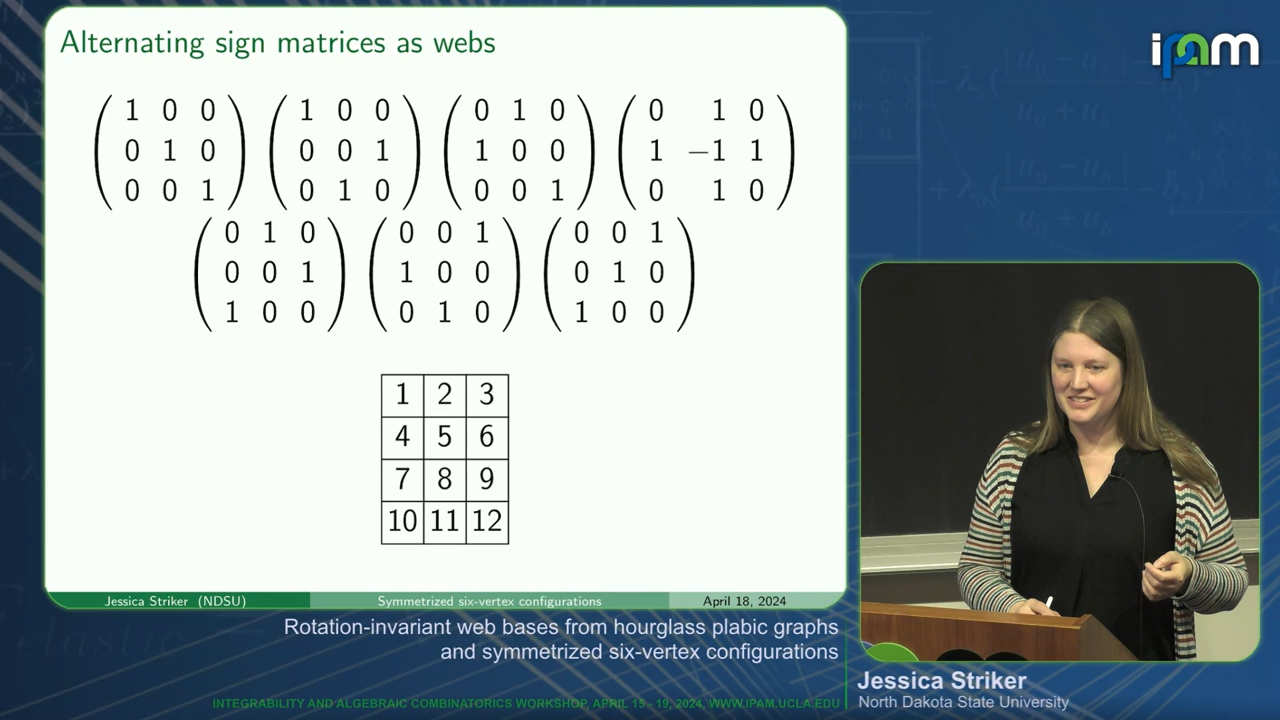 Alternating sign matrices as webs
1 0 0 1 0 0 0 1 0 0 1 0
0 1 0 0 0 1 1 0 0 1 −1 1
0 0 1 0 1 0 0 0 1 0 1 0
0 1 0 0 0 1 0 0 1
0 0 1 1 0 0 0 1 0
1 0 0 0 1 0 1 0 0
1 2 3
4 5 6
7 8 9
10 11 12
Jessica Striker (NDSU) Symmetrized six-vertex configurations April 18, 2024
Rotation-invariant web bases from hourglass plabic graphs
and symmetrized six-vertex configurations
INTEGRABILITY AND ALGEBRAIC COMBINATORICS WORKSHOP, APRIL 15 - 19, 2024, WWW.IPAM.UCLA.EDU
ipam
Jessica Striker
North Dakota State University